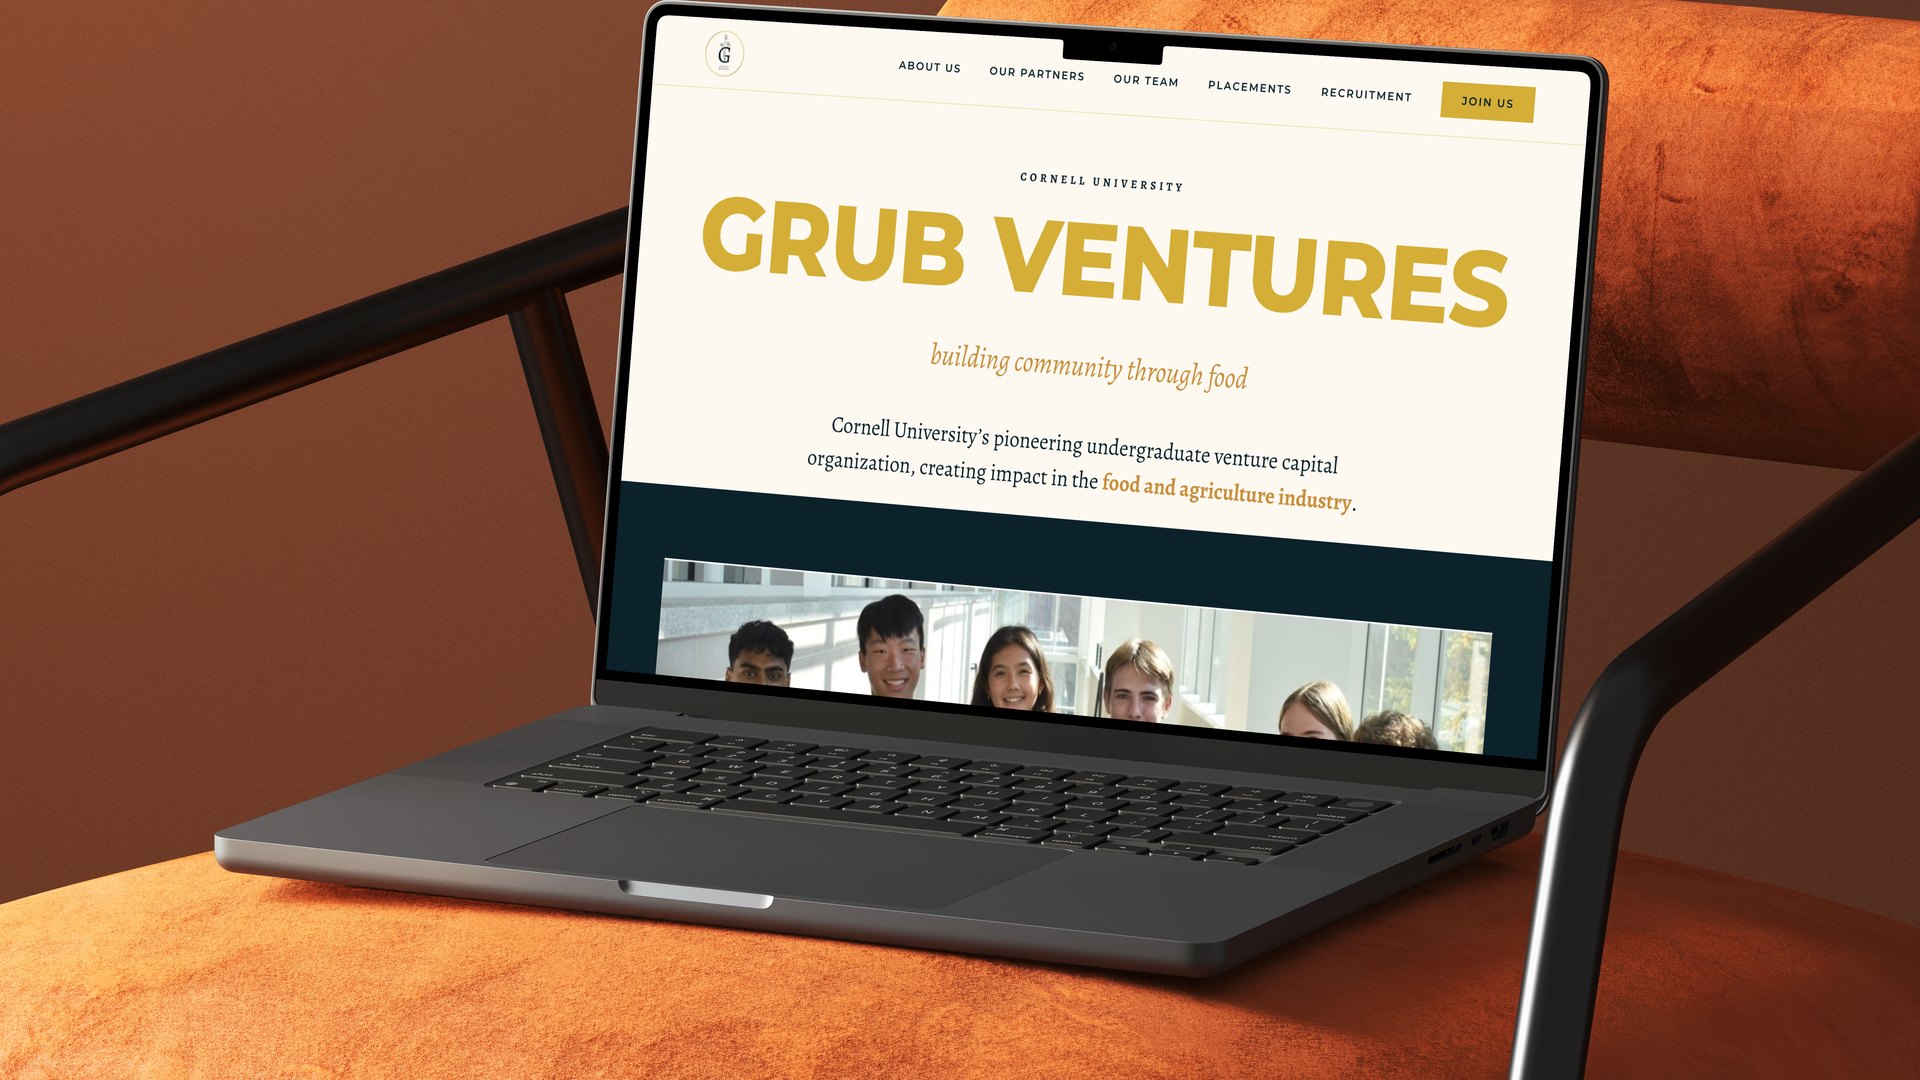 G
ABOUT US
OUR PARTNERS
OUR TEAM
PLACEMENTS
RECRUITMENT
JOIN US
CORNELL UNIVERSITY
GRUB VENTURES
building community through food
Cornell University’s pioneering undergraduate venture capital
organization, creating impact in the food and agriculture industry.